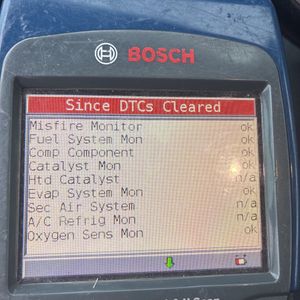 BOSCH
Since DTCs Cleared
Misfire Monitor ok
Fuel System Mon ok
Comp Component ok
Catalyst Mon ok
Htd Catalyst n/a
Evap System Mon ok
Sec Air System n/a
A/C Refrig Mon n/a
Oxygen Sens Mon ok